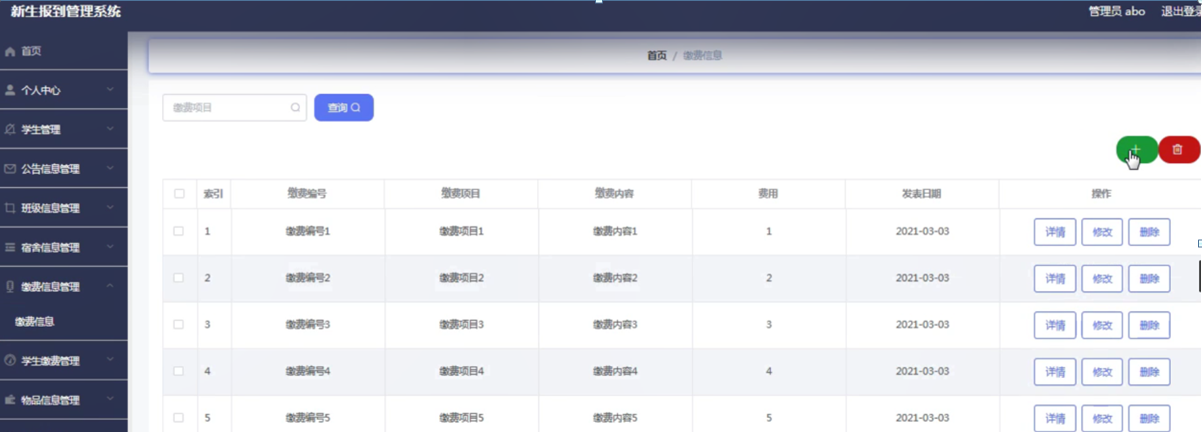 新生报到管理系统
管理员 abo 退出登录
首页
首页 / 缴费信息
个人中心
缴费项目 查询
学生管理
公告信息管理
索引 缴费编号 缴费项目 缴费内容 费用 发表日期 操作
班级信息管理
1 缴费编号1 缴费项目1 缴费内容1 1 2021-03-03 详情 修改 删除
宿舍信息管理
2 缴费编号2 缴费项目2 缴费内容2 2 2021-03-03 详情 修改 删除
缴费信息管理
缴费信息
3 缴费编号3 缴费项目3 缴费内容3 3 2021-03-03 详情 修改 删除
学生缴费管理
4 缴费编号4 缴费项目4 缴费内容4 4 2021-03-03 详情 修改 删除
物品信息管理
5 缴费编号5 缴费项目5 缴费内容5 5 2021-03-03 详情 修改 删除